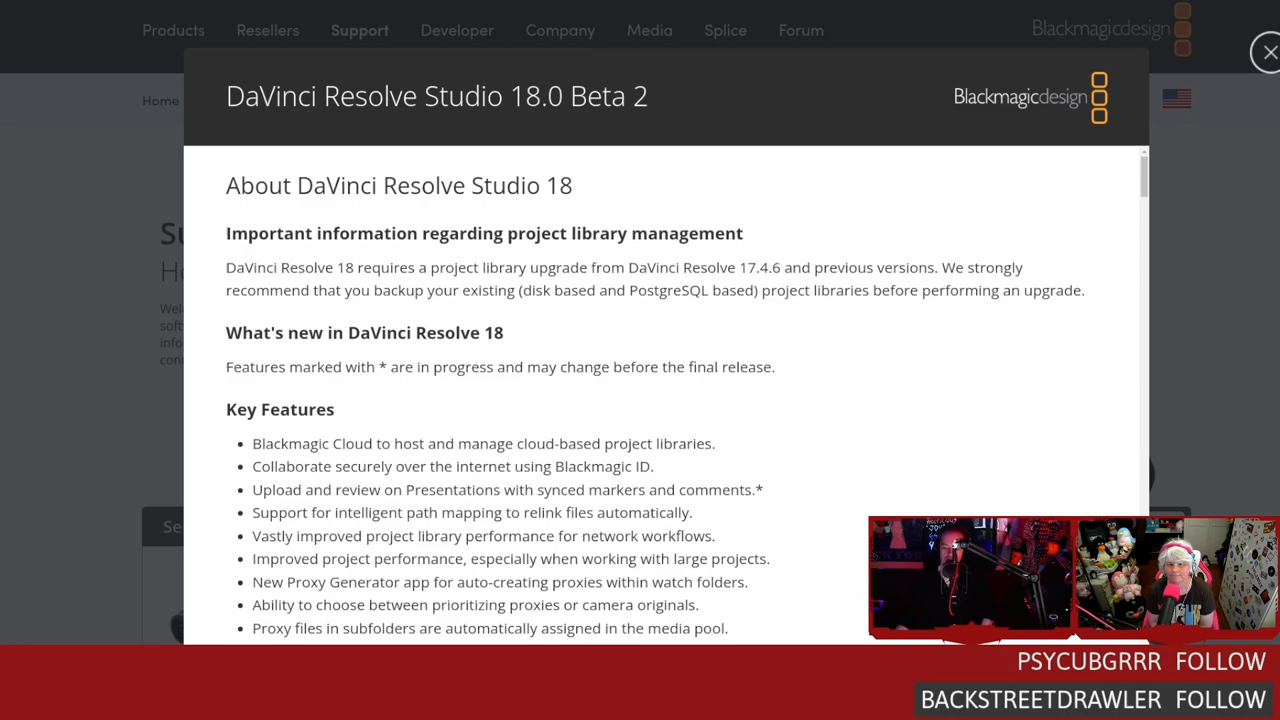 Products Resellers Support Developer Company Media Splice Forum
Blackmagicdesign
Home
DaVinci Resolve Studio 18.0 Beta 2
Blackmagicdesign
About DaVinci Resolve Studio 18
Important information regarding project library management
DaVinci Resolve 18 requires a project library upgrade from DaVinci Resolve 17.4.6 and previous versions. We strongly
recommend that you backup your existing (disk based and PostgreSQL based) project libraries before performing an upgrade.
What's new in DaVinci Resolve 18
Features marked with * are in progress and may change before the final release.
Key Features
• Blackmagic Cloud to host and manage cloud-based project libraries.
• Collaborate securely over the internet using Blackmagic ID.
• Upload and review on Presentations with synced markers and comments.*
• Support for intelligent path mapping to relink files automatically.
• Vastly improved project library performance for network workflows.
• Improved project performance, especially when working with large projects.
• New Proxy Generator app for auto-creating proxies within watch folders.
• Ability to choose between prioritizing proxies or camera originals.
• Proxy files in subfolders are automatically assigned in the media pool.
PSYCUBGRRR FOLLOW
BACKSTREETDRAWLER FOLLOW